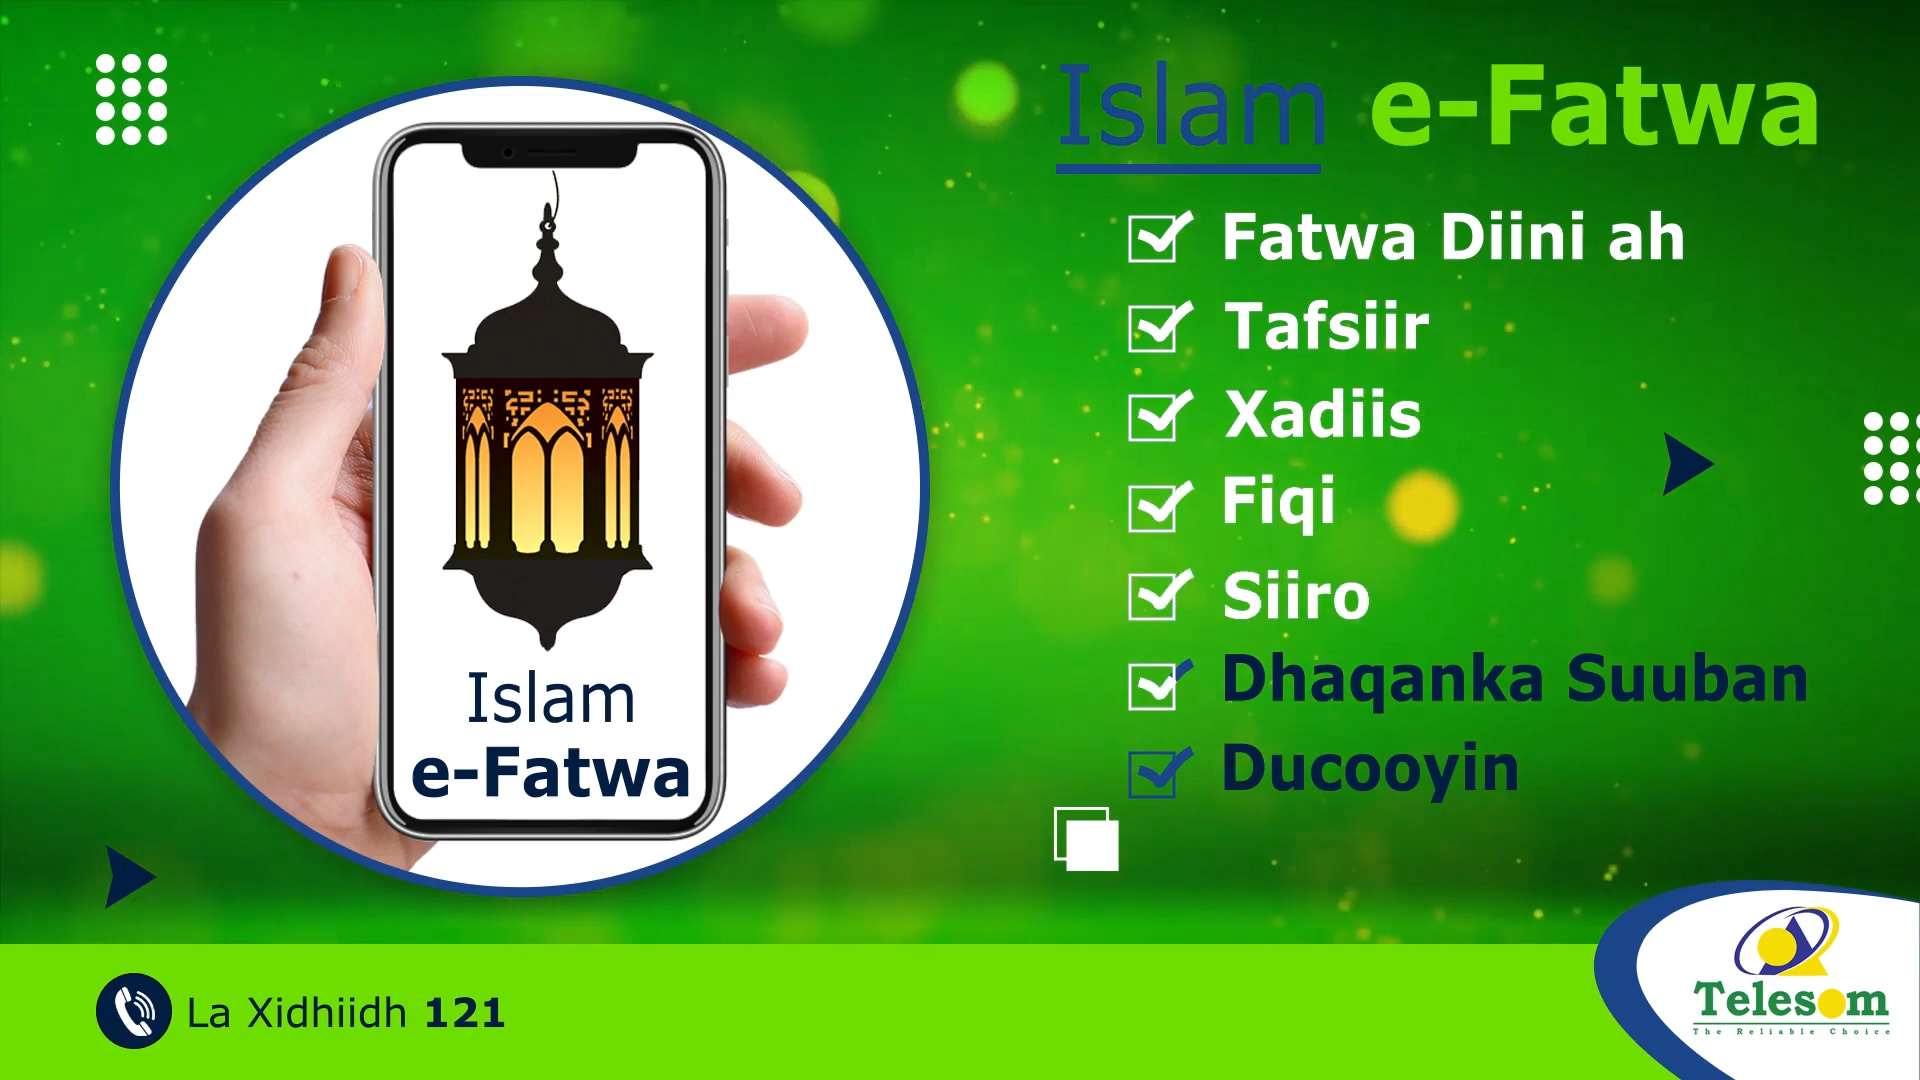 Islam e-Fatwa
Fatwa Diini ah
Tafsiir
Xadiis
Fiqi
Siiro
Dhaqanka Suuban
Ducooyin
Islam
e-Fatwa
La Xidhiidh 121
Telesom
The Reliable Choice